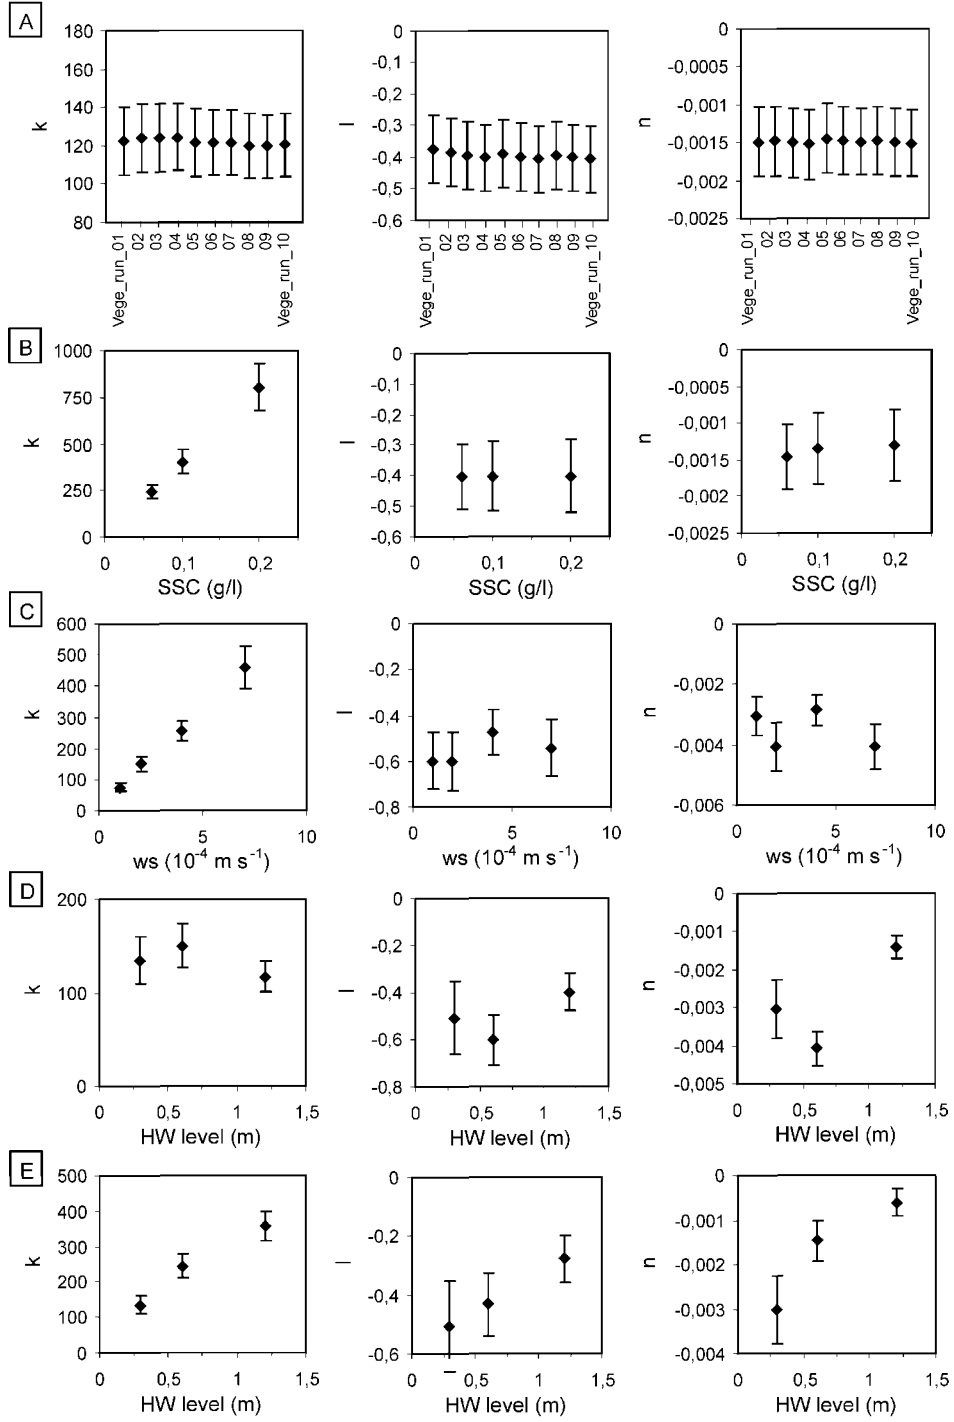 A
180
160
140
120
100
80
k
Vege_run_01
02
03
04
05
06
07
08
09
Vege_run_10
0
-0,1
-0,2
-0,3
-0,4
-0,5
-0,6
l
Vege_run_01
02
03
04
05
06
07
08
09
Vege_run_10
0
-0,0005
-0,001
-0,0015
-0,002
-0,0025
n
Vege_run_01
02
03
04
05
06
07
08
09
Vege_run_10
B
1000
750
500
250
0
k
0 0,1 0,2
SSC (g/l)
0
-0,1
-0,2
-0,3
-0,4
-0,5
-0,6
l
0 0,1 0,2
SSC (g/l)
0
-0,0005
-0,001
-0,0015
-0,002
-0,0025
n
0 0,1 0,2
SSC (g/l)
C
600
500
400
300
200
100
0
k
0 5 10
ws (10⁻⁴ m s⁻¹)
0
-0,2
-0,4
-0,6
-0,8
l
0 5 10
ws (10⁻⁴ m s⁻¹)
0
-0,002
-0,004
-0,006
n
0 5 10
ws (10⁻⁴ m s⁻¹)
D
200
100
0
k
0 0,5 1 1,5
HW level (m)
0
-0,2
-0,4
-0,6
-0,8
l
0 0,5 1 1,5
HW level (m)
0
-0,001
-0,002
-0,003
-0,004
-0,005
n
0 0,5 1 1,5
HW level (m)
E
500
400
300
200
100
0
k
0 0,5 1 1,5
HW level (m)
0
-0,2
-0,4
-0,6
l
0 0,5 1 1,5
HW level (m)
0
-0,001
-0,002
-0,003
-0,004
n
0 0,5 1 1,5
HW level (m)